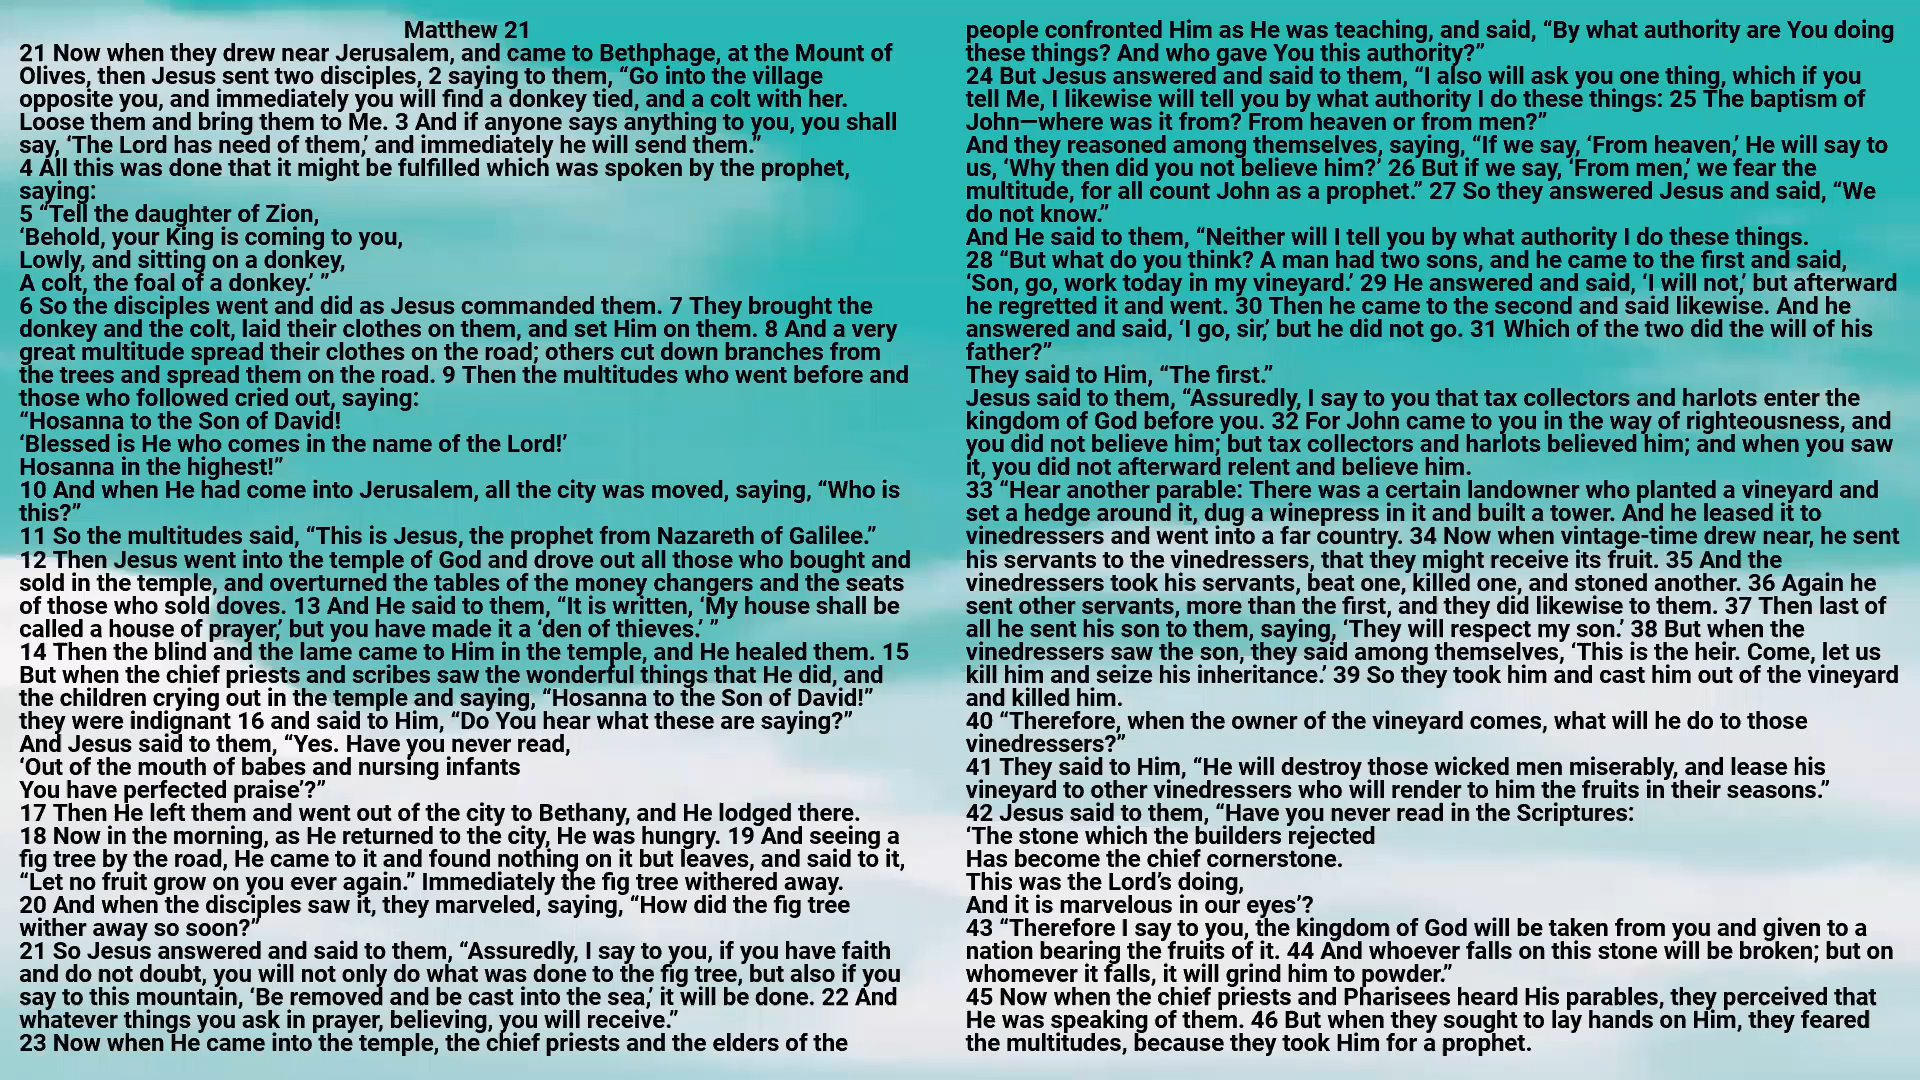 Matthew 21
21 Now when they drew near Jerusalem, and came to Bethphage, at the Mount of
Olives, then Jesus sent two disciples, 2 saying to them, “Go into the village
opposite you, and immediately you will find a donkey tied, and a colt with her.
Loose them and bring them to Me. 3 And if anyone says anything to you, you shall
say, ‘The Lord has need of them,’ and immediately he will send them.”
4 All this was done that it might be fulfilled which was spoken by the prophet,
saying:
5 “Tell the daughter of Zion,
‘Behold, your King is coming to you,
Lowly, and sitting on a donkey,
A colt, the foal of a donkey.’ ”
6 So the disciples went and did as Jesus commanded them. 7 They brought the
donkey and the colt, laid their clothes on them, and set Him on them. 8 And a very
great multitude spread their clothes on the road; others cut down branches from
the trees and spread them on the road. 9 Then the multitudes who went before and
those who followed cried out, saying:
“Hosanna to the Son of David!
‘Blessed is He who comes in the name of the Lord!’
Hosanna in the highest!”
10 And when He had come into Jerusalem, all the city was moved, saying, “Who is
this?”
11 So the multitudes said, “This is Jesus, the prophet from Nazareth of Galilee.”
12 Then Jesus went into the temple of God and drove out all those who bought and
sold in the temple, and overturned the tables of the money changers and the seats
of those who sold doves. 13 And He said to them, “It is written, ‘My house shall be
called a house of prayer,’ but you have made it a ‘den of thieves.’ ”
14 Then the blind and the lame came to Him in the temple, and He healed them. 15
But when the chief priests and scribes saw the wonderful things that He did, and
the children crying out in the temple and saying, “Hosanna to the Son of David!”
they were indignant 16 and said to Him, “Do You hear what these are saying?”
And Jesus said to them, “Yes. Have you never read,
‘Out of the mouth of babes and nursing infants
You have perfected praise’?”
17 Then He left them and went out of the city to Bethany, and He lodged there.
18 Now in the morning, as He returned to the city, He was hungry. 19 And seeing a
fig tree by the road, He came to it and found nothing on it but leaves, and said to it,
“Let no fruit grow on you ever again.” Immediately the fig tree withered away.
20 And when the disciples saw it, they marveled, saying, “How did the fig tree
wither away so soon?”
21 So Jesus answered and said to them, “Assuredly, I say to you, if you have faith
and do not doubt, you will not only do what was done to the fig tree, but also if you
say to this mountain, ‘Be removed and be cast into the sea,’ it will be done. 22 And
whatever things you ask in prayer, believing, you will receive.”
23 Now when He came into the temple, the chief priests and the elders of the
people confronted Him as He was teaching, and said, “By what authority are You doing
these things? And who gave You this authority?”
24 But Jesus answered and said to them, “I also will ask you one thing, which if you
tell Me, I likewise will tell you by what authority I do these things: 25 The baptism of
John—where was it from? From heaven or from men?”
And they reasoned among themselves, saying, “If we say, ‘From heaven,’ He will say to
us, ‘Why then did you not believe him?’ 26 But if we say, ‘From men,’ we fear the
multitude, for all count John as a prophet.” 27 So they answered Jesus and said, “We
do not know.”
And He said to them, “Neither will I tell you by what authority I do these things.
28 “But what do you think? A man had two sons, and he came to the first and said,
‘Son, go, work today in my vineyard.’ 29 He answered and said, ‘I will not,’ but afterward
he regretted it and went. 30 Then he came to the second and said likewise. And he
answered and said, ‘I go, sir,’ but he did not go. 31 Which of the two did the will of his
father?”
They said to Him, “The first.”
Jesus said to them, “Assuredly, I say to you that tax collectors and harlots enter the
kingdom of God before you. 32 For John came to you in the way of righteousness, and
you did not believe him; but tax collectors and harlots believed him; and when you saw
it, you did not afterward relent and believe him.
33 “Hear another parable: There was a certain landowner who planted a vineyard and
set a hedge around it, dug a winepress in it and built a tower. And he leased it to
vinedressers and went into a far country. 34 Now when vintage-time drew near, he sent
his servants to the vinedressers, that they might receive its fruit. 35 And the
vinedressers took his servants, beat one, killed one, and stoned another. 36 Again he
sent other servants, more than the first, and they did likewise to them. 37 Then last of
all he sent his son to them, saying, ‘They will respect my son.’ 38 But when the
vinedressers saw the son, they said among themselves, ‘This is the heir. Come, let us
kill him and seize his inheritance.’ 39 So they took him and cast him out of the vineyard
and killed him.
40 “Therefore, when the owner of the vineyard comes, what will he do to those
vinedressers?”
41 They said to Him, “He will destroy those wicked men miserably, and lease his
vineyard to other vinedressers who will render to him the fruits in their seasons.”
42 Jesus said to them, “Have you never read in the Scriptures:
‘The stone which the builders rejected
Has become the chief cornerstone.
This was the Lord’s doing,
And it is marvelous in our eyes’?
43 “Therefore I say to you, the kingdom of God will be taken from you and given to a
nation bearing the fruits of it. 44 And whoever falls on this stone will be broken; but on
whomever it falls, it will grind him to powder.”
45 Now when the chief priests and Pharisees heard His parables, they perceived that
He was speaking of them. 46 But when they sought to lay hands on Him, they feared
the multitudes, because they took Him for a prophet.